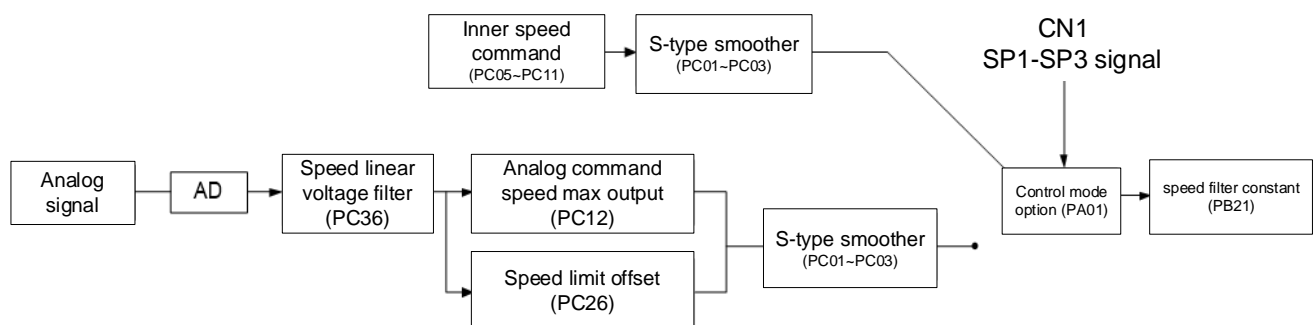 Inner speed
command
(PC05~PC11)
S-type smoother
(PC01~PC03)
CN1
SP1-SP3 signal
Analog
signal
AD
Speed linear
voltage filter
(PC36)
Analog command
speed max output
(PC12)
Speed limit offset
(PC26)
S-type smoother
(PC01~PC03)
Control mode
option (PA01)
speed filter constant
(PB21)